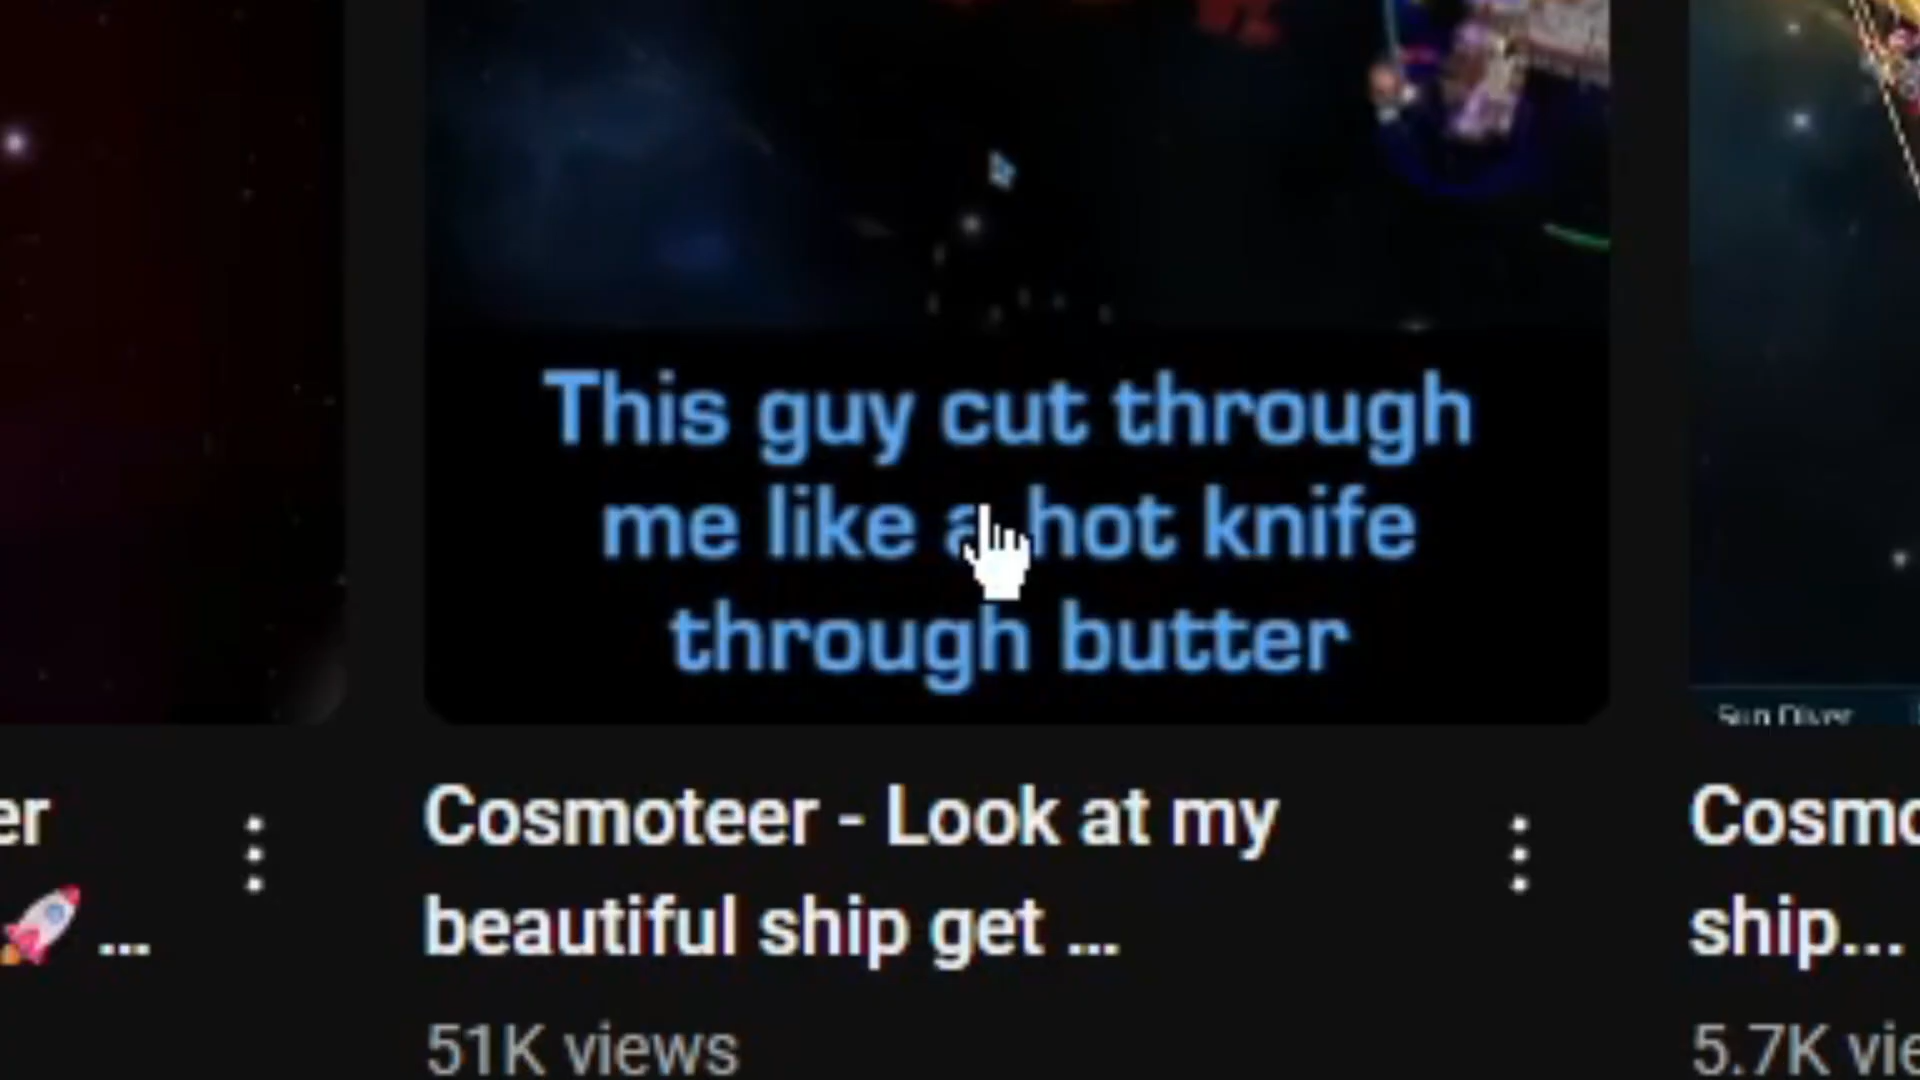 This guy cut through
me like a hot knife
through butter
Sun Diver
er
...
Cosmoteer - Look at my
beautiful ship get ...
51K views
Cosmo
ship...
5.7K vie